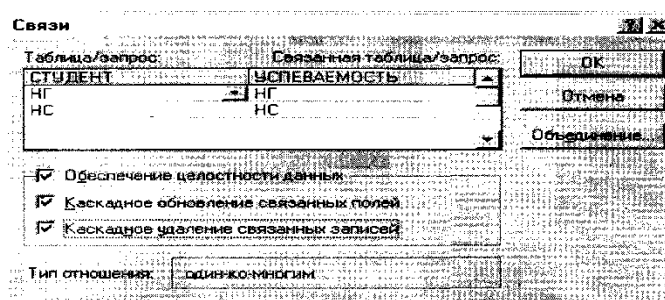 Связи
Таблица/запрос: Связанная таблица/запрос: OK
СТУДЕНТ УСПЕВАЕМОСТЬ
НГ НГ Отмена
НС НС
Объединение...
Обеспечение целостности данных
Каскадное обновление связанных полей
Каскадное удаление связанных записей
Тип отношения: один-ко-многим